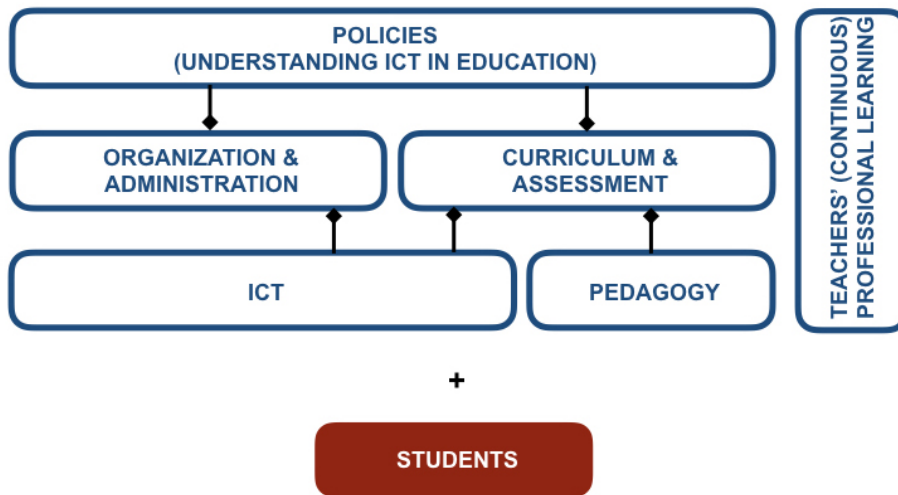 POLICIES
(UNDERSTANDING ICT IN EDUCATION)
ORGANIZATION &
ADMINISTRATION
CURRICULUM &
ASSESSMENT
ICT
PEDAGOGY
TEACHERS’ (CONTINUOUS)
PROFESSIONAL LEARNING
+
STUDENTS